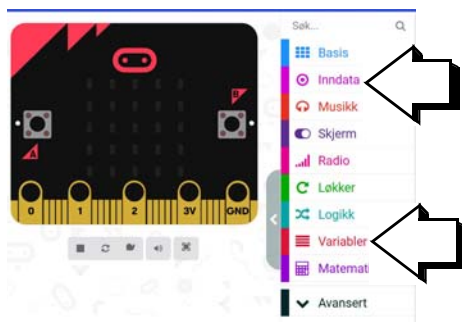 Søk...
Basis
Inndata
Musikk
Skjerm
Radio
Løkker
Logikk
Variabler
Matemati
Avansert
A
B
0 1 2 3V GND